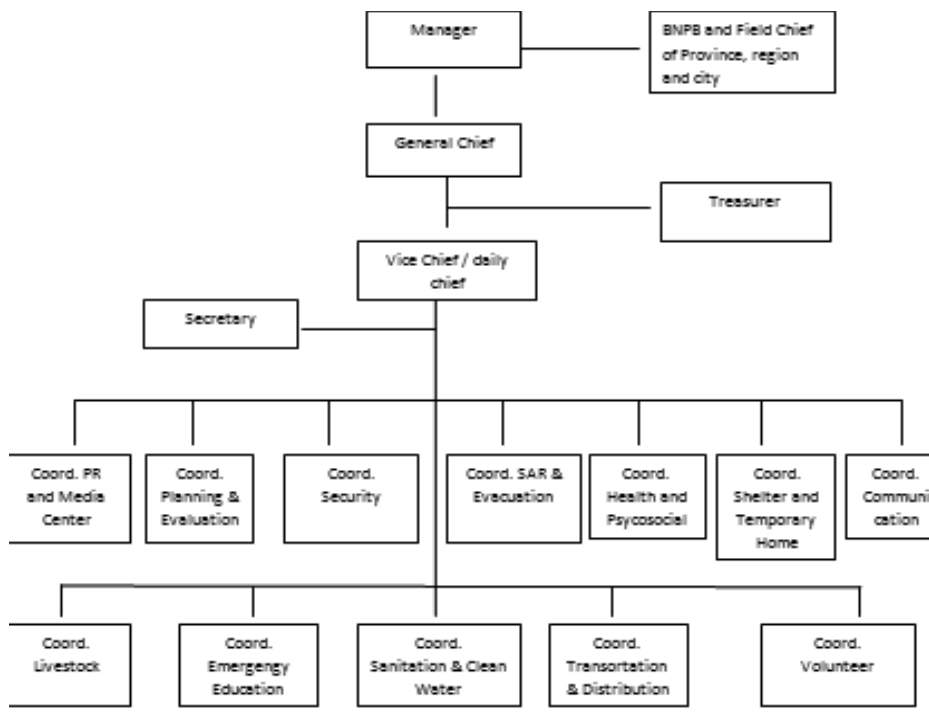 Manager
BNPB and Field Chief
of Province, region
and city
General Chief
Treasurer
Vice Chief / daily
chief
Secretary
Coord. PR
and Media
Center
Coord.
Planning &
Evaluation
Coord.
Security
Coord. SAR &
Evacuation
Coord.
Health and
Psycosocial
Coord.
Shelter and
Temporary
Home
Coord.
Communi
cation
Coord.
Livestock
Coord.
Emergengy
Education
Coord.
Sanitation & Clean
Water
Coord.
Transortation
& Distribution
Coord.
Volunteer